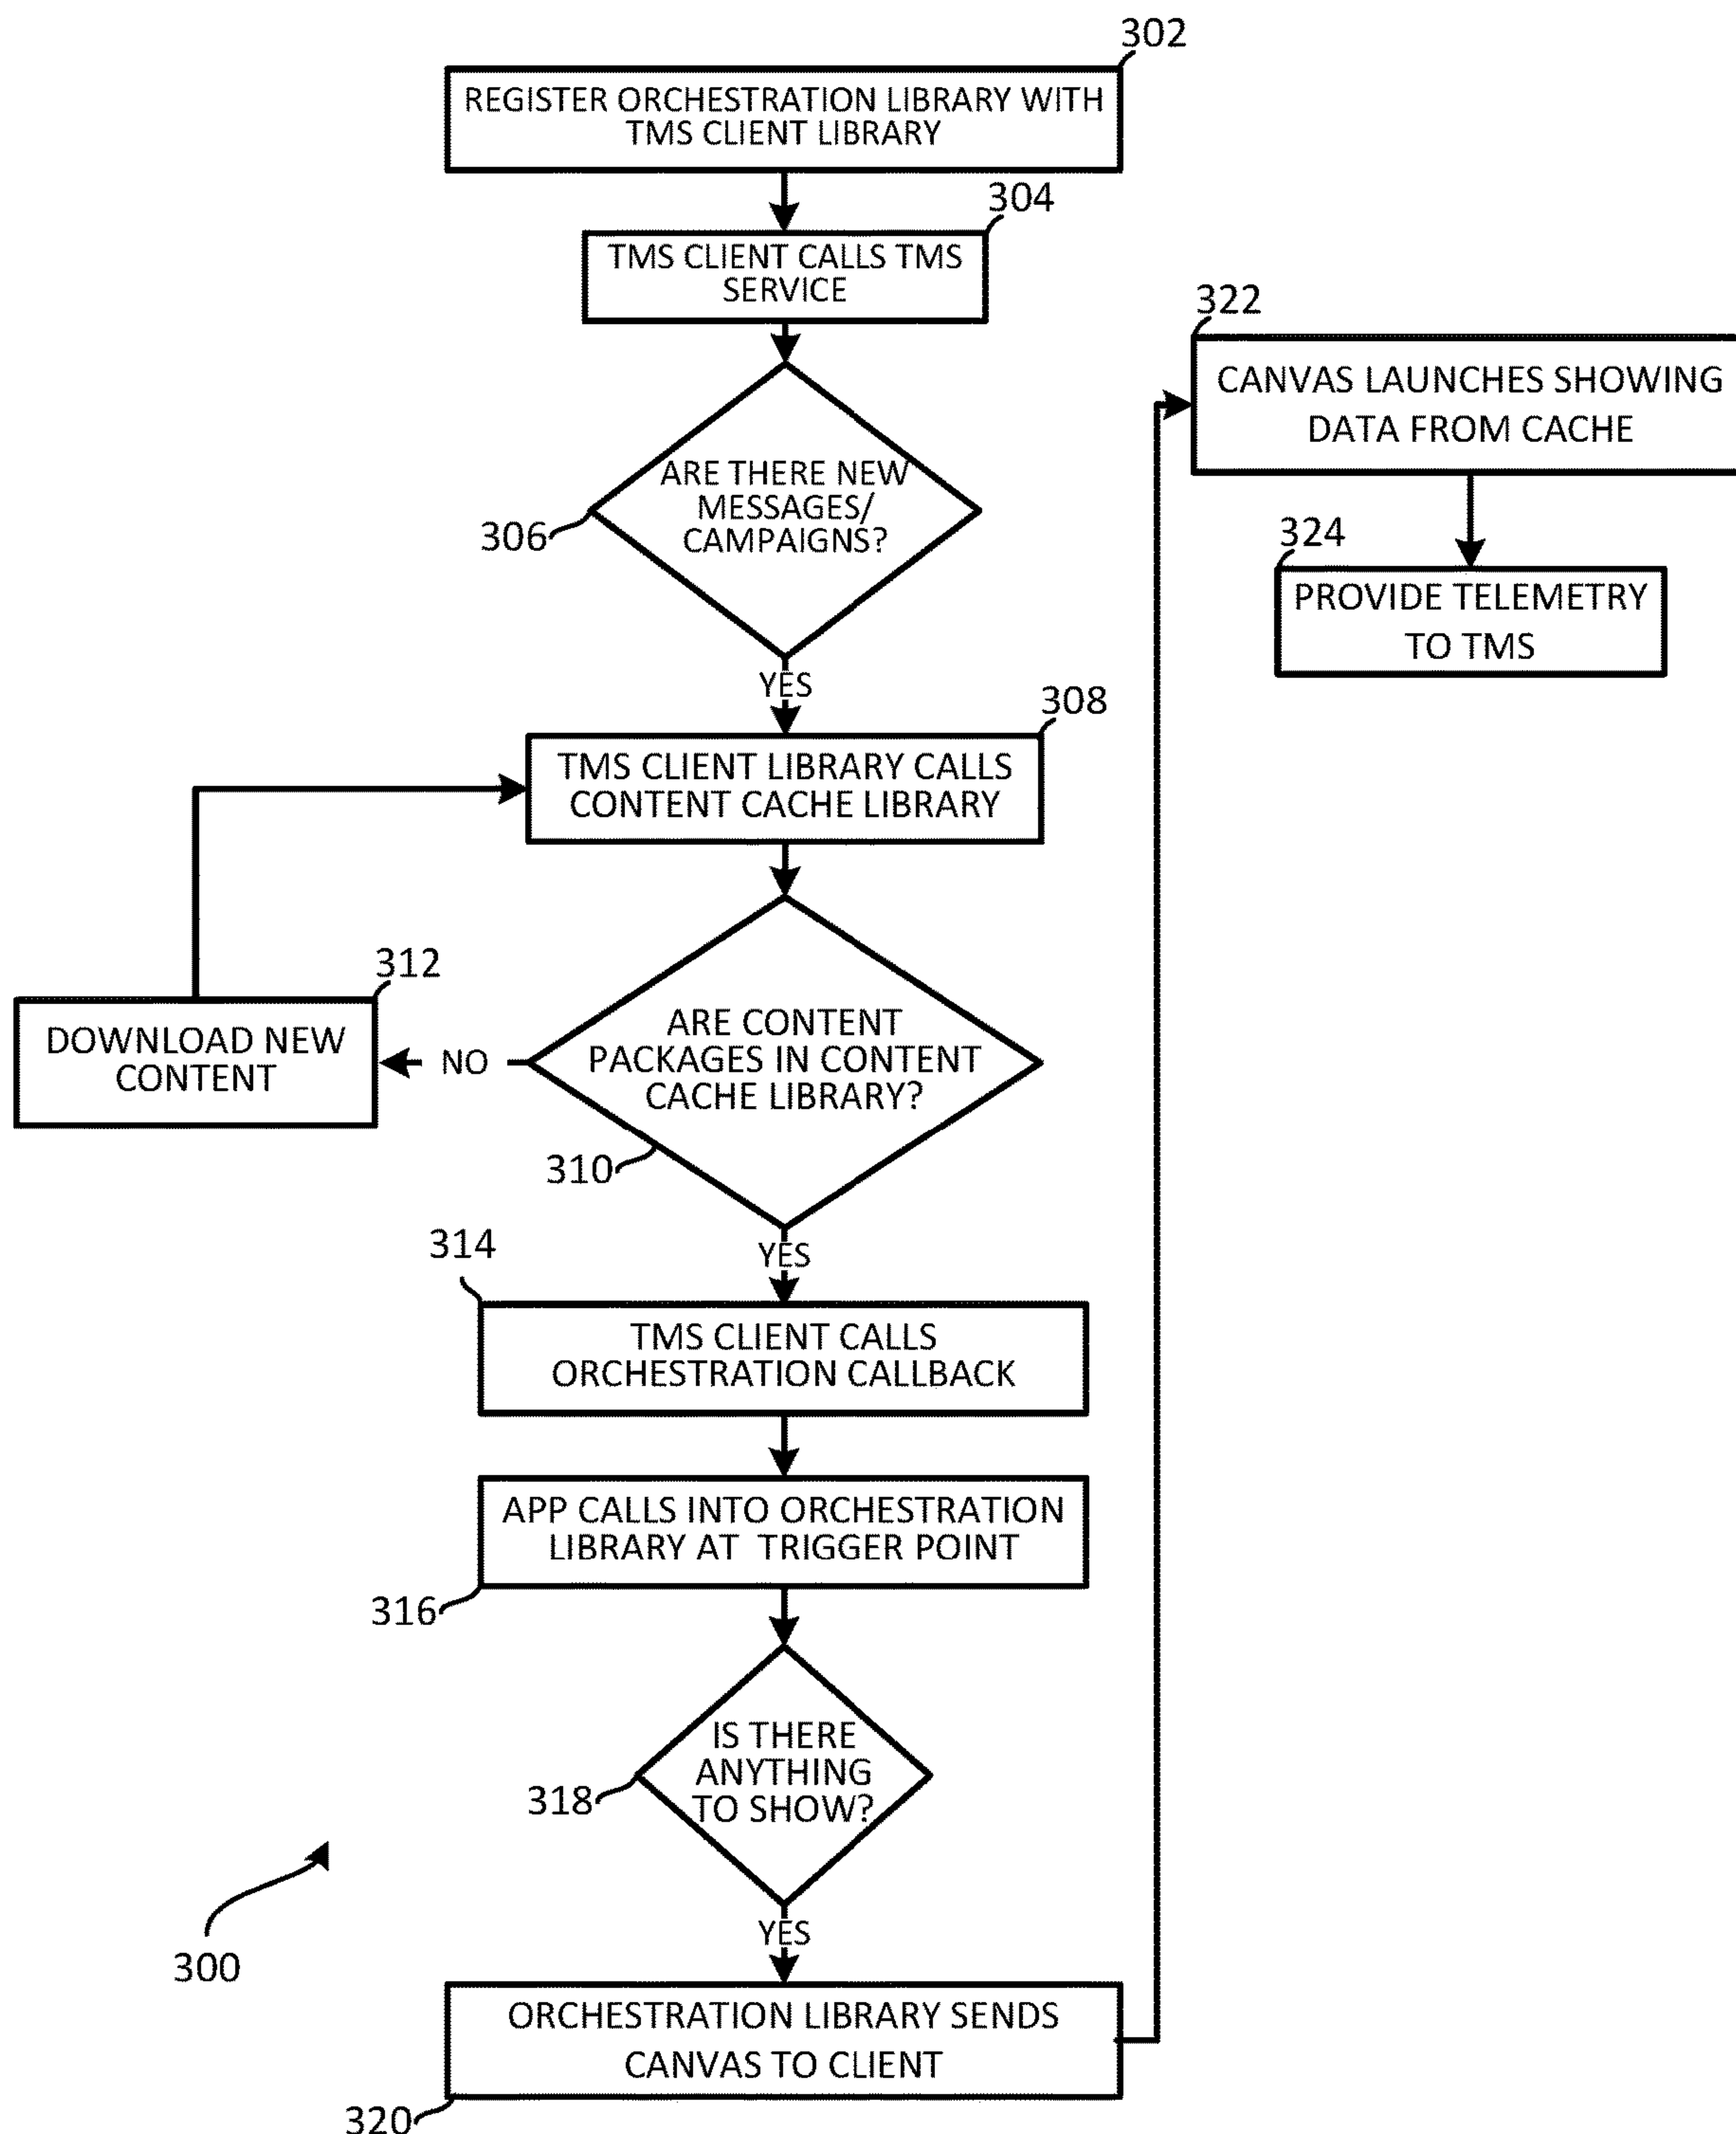 302
REGISTER ORCHESTRATION LIBRARY WITH
TMS CLIENT LIBRARY
304
TMS CLIENT CALLS TMS
SERVICE
306
ARE THERE NEW
MESSAGES/
CAMPAIGNS?
YES
308
TMS CLIENT LIBRARY CALLS
CONTENT CACHE LIBRARY
310
ARE CONTENT
PACKAGES IN CONTENT
CACHE LIBRARY?
NO
312
DOWNLOAD NEW
CONTENT
YES
314
TMS CLIENT CALLS
ORCHESTRATION CALLBACK
316
APP CALLS INTO ORCHESTRATION
LIBRARY AT TRIGGER POINT
318
IS THERE
ANYTHING
TO SHOW?
YES
320
ORCHESTRATION LIBRARY SENDS
CANVAS TO CLIENT
322
CANVAS LAUNCHES SHOWING
DATA FROM CACHE
324
PROVIDE TELEMETRY
TO TMS
300